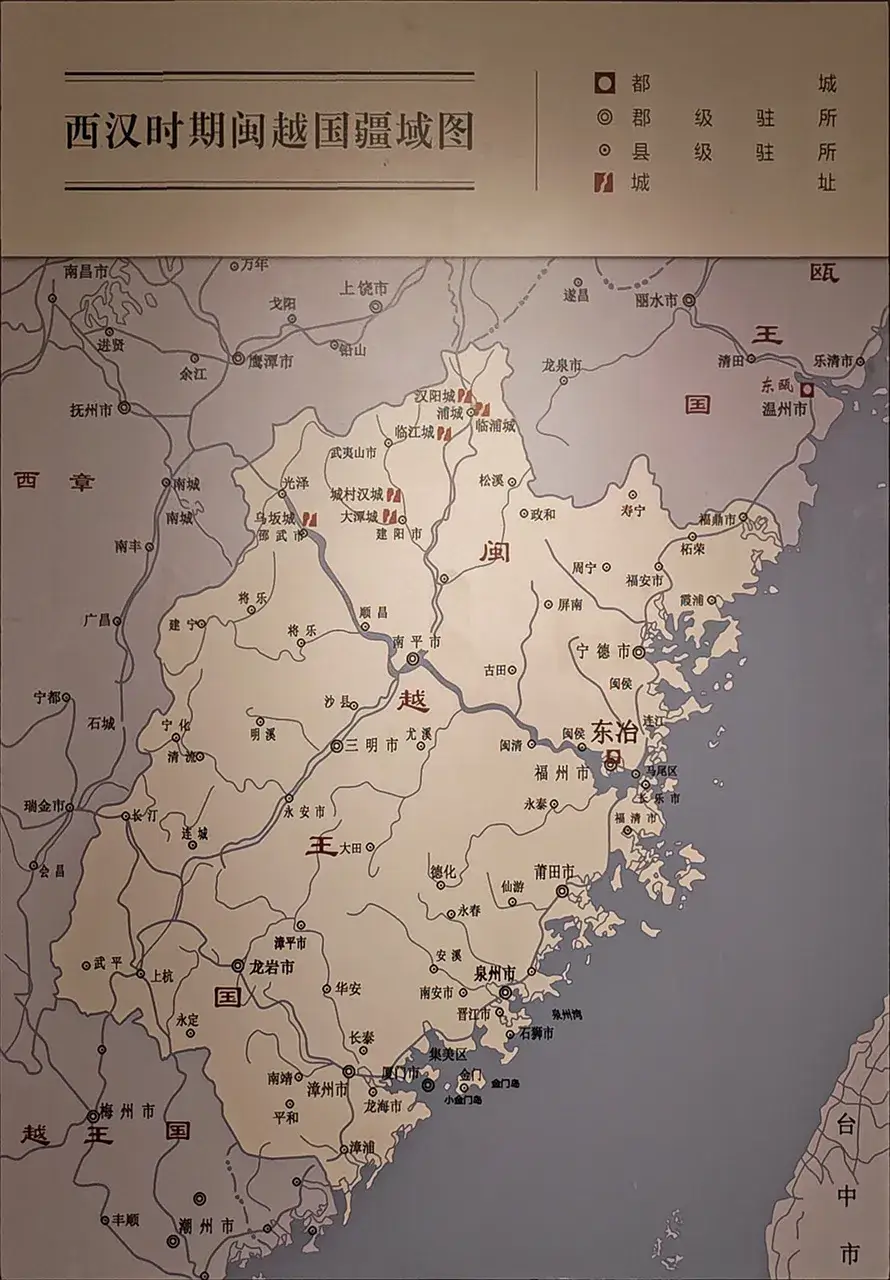 西汉时期闽越国疆域图
都城
郡级驻所
县级驻所
城址
南昌市
万年
瓯
上饶市
遂昌
丽水市
戈阳
王
进贤
铅山
清田
乐清市
余江
鹰潭市
龙泉市
东瓯
汉阳城
国
温州市
抚州市
浦城
临浦城
临江城
武夷山市
西章
南城
光泽
松溪
城村汉城
寿宁
南城
乌坂城
大潭城
政和
福鼎市
邵武市
建阳市
南丰
闽
柘荣
周宁
福安市
将乐
屏南
霞浦
广昌
建宁
顺昌
将乐
南平市
宁德市
古田
闽侯
宁都
沙县
越
石城
宁化
明溪
尤溪
连江
东冶
清流
三明市
闽清
闽侯
福州市
马尾区
瑞金市
长汀
永安市
永泰
长乐市
连城
福清市
王
大田
会昌
德化
莆田市
仙游
永春
漳平市
武平
上杭
龙岩市
安溪
泉州市
国
华安
南安市
永定
晋江市
泉州湾
石狮市
长泰
集美区
南靖
漳州市
厦门市
金门
金门岛
小金门岛
梅州市
平和
龙海市
台
越王国
漳浦
中
丰顺
潮州市
市